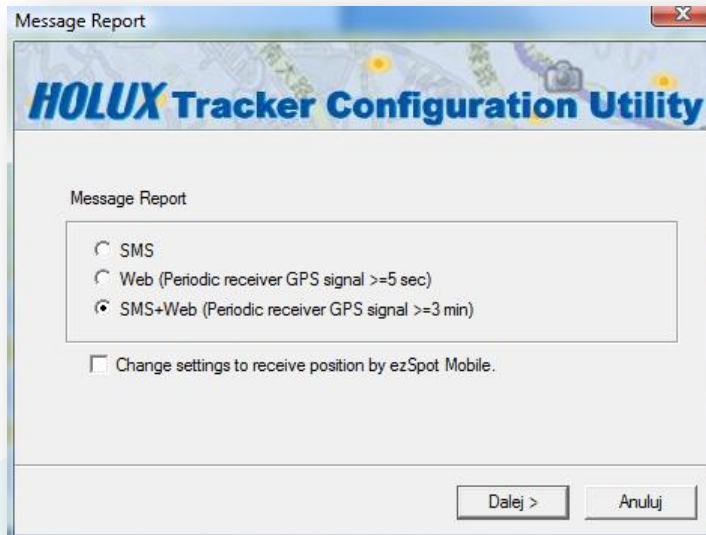 Message Report
HOLUX Tracker Configuration Utility
Message Report
SMS
Web (Periodic receiver GPS signal >=5 sec)
SMS+Web (Periodic receiver GPS signal >=3 min)
Change settings to receive position by ezSpot Mobile.
Dalej >
Anuluj